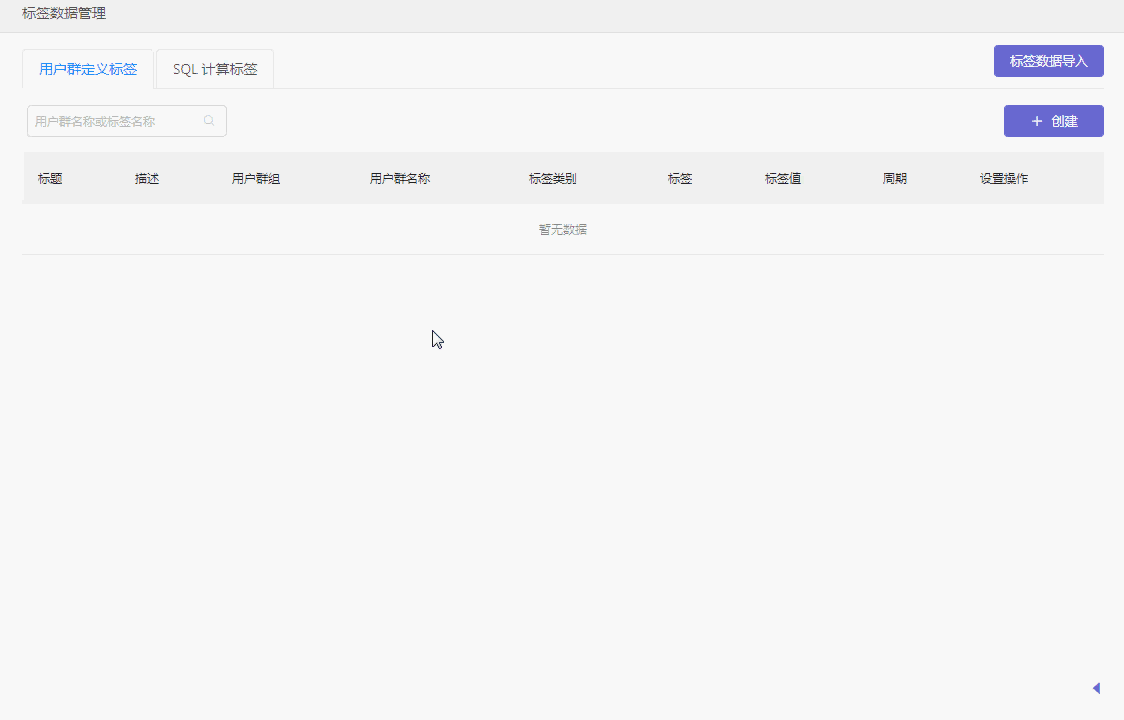 标签数据管理
用户群定义标签 SQL 计算标签 标签数据导入
用户群名称或标签名称 + 创建
标题 描述 用户群组 用户群名称 标签类别 标签 标签值 周期 设置操作
暂无数据